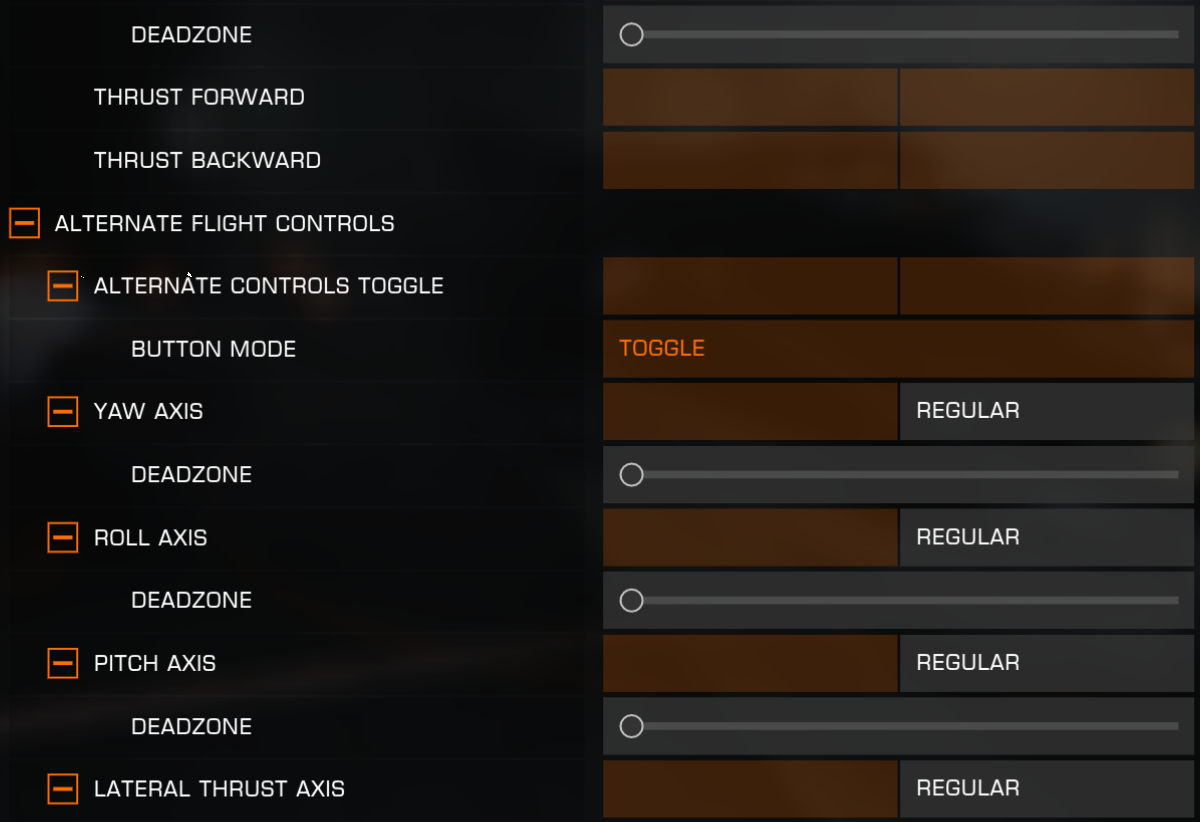 DEADZONE
THRUST FORWARD
THRUST BACKWARD
ALTERNATE FLIGHT CONTROLS
ALTERNATE CONTROLS TOGGLE
BUTTON MODE TOGGLE
YAW AXIS REGULAR
DEADZONE
ROLL AXIS REGULAR
DEADZONE
PITCH AXIS REGULAR
DEADZONE
LATERAL THRUST AXIS REGULAR